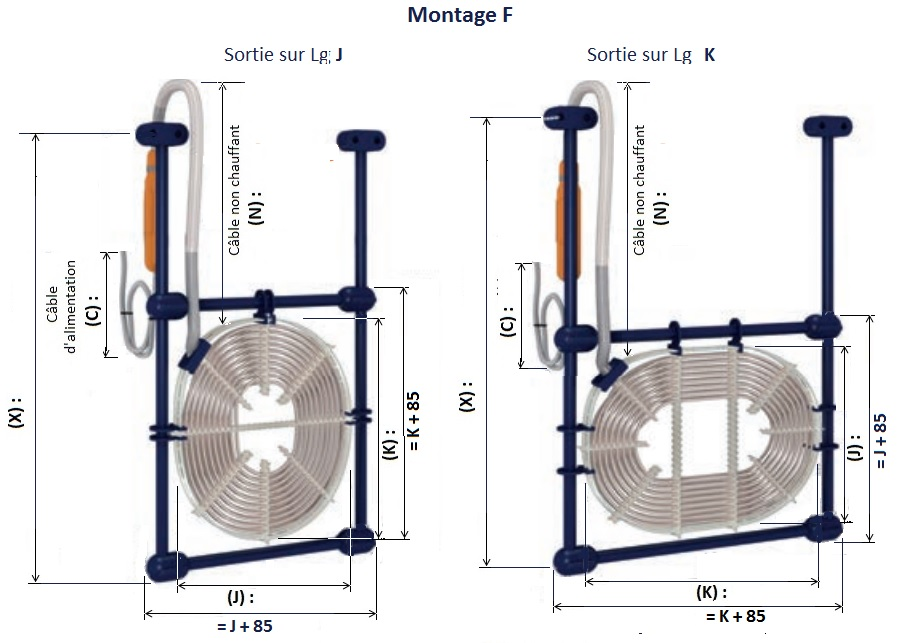 Montage F
Sortie sur Lg J
Sortie sur Lg K
Câble non chauffant
(N) :
Câble
d'alimentation
(C) :
(X) :
(K) :
= K + 85
(J) :
= J + 85
Câble non chauffant
(N) :
(C) :
(X) :
(J) :
= J + 85
(K) :
= K + 85